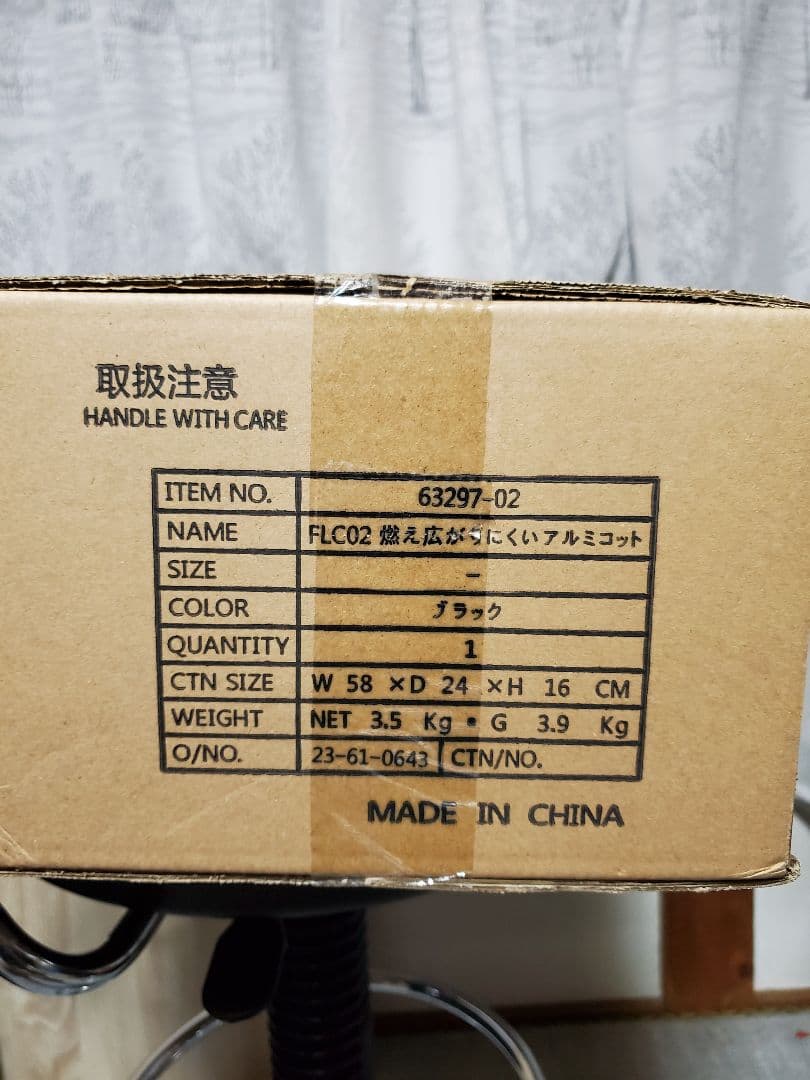 取扱注意
HANDLE WITH CARE
ITEM NO. 63297-02
NAME FLC02 燃え広がりにくいアルミコット
SIZE –
COLOR ブラック
QUANTITY 1
CTN SIZE W 58 ×D 24 ×H 16 CM
WEIGHT NET 3.5 Kg・G 3.9 Kg
O/NO. 23-61-0643 CTN/NO.
MADE IN CHINA